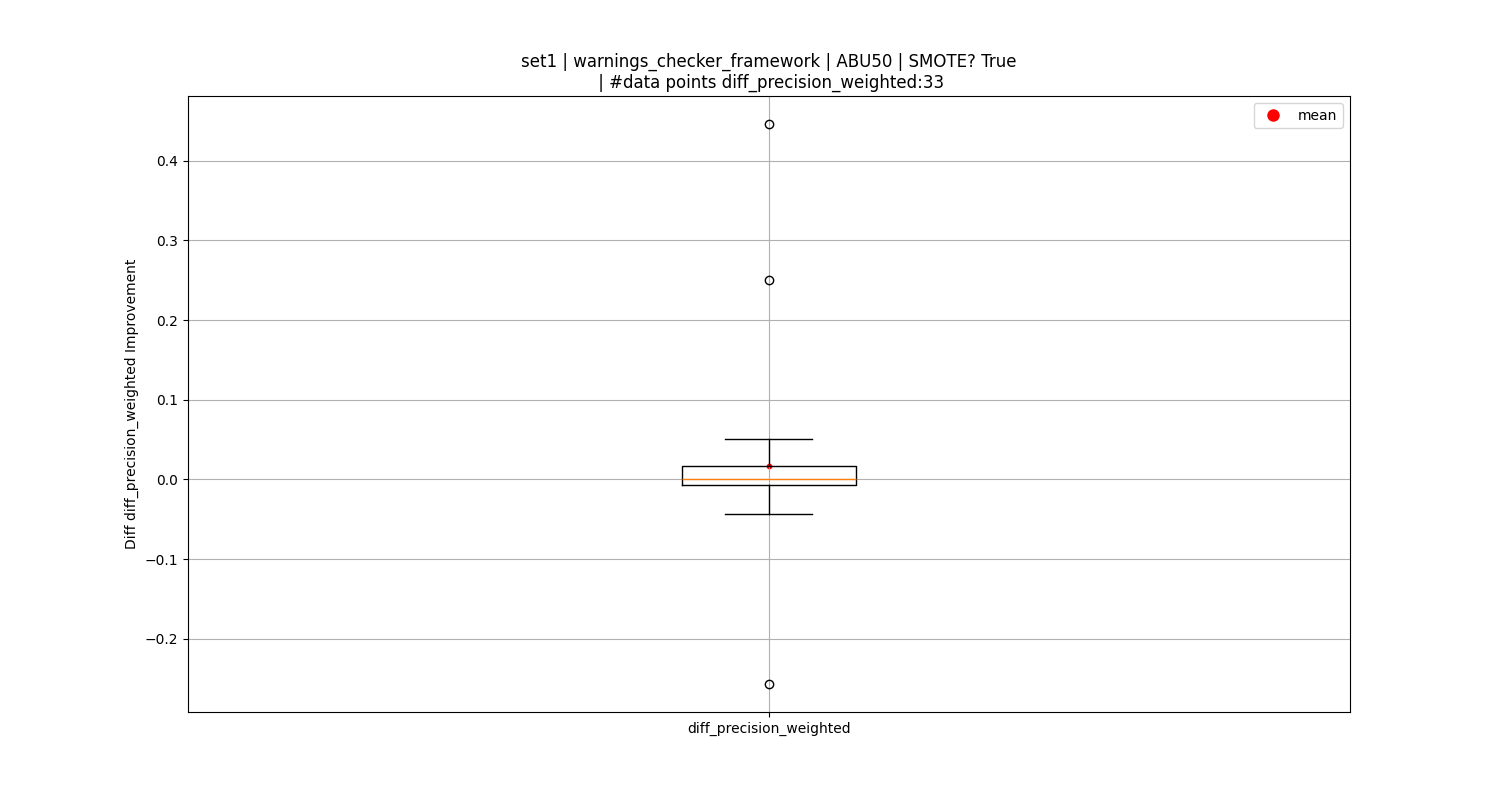 set1 | warnings_checker_framework | ABU50 | SMOTE? True
| #data points diff_precision_weighted:33
mean
0.4
0.3
0.2
0.1
0.0
−0.1
−0.2
Diff diff_precision_weighted Improvement
diff_precision_weighted